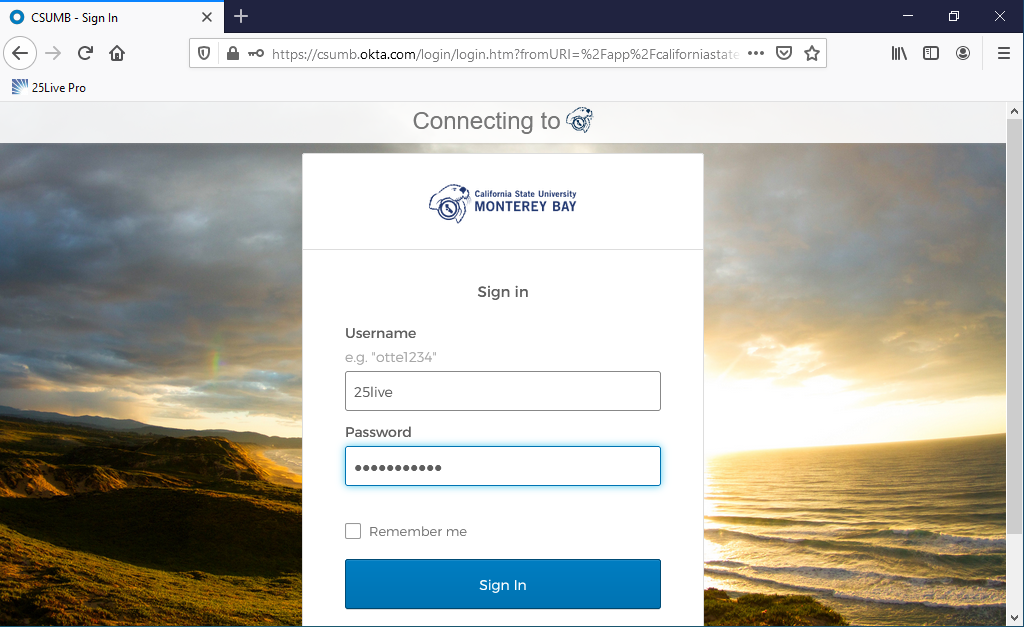 CSUMB - Sign In
https://csumb.okta.com/login/login.htm?fromURI=%2Fapp%2Fcaliforniastate
25Live Pro
Connecting to
California State University
MONTEREY BAY
Sign in
Username
e.g. "otte1234"
25live
Password
•••••••••••
Remember me
Sign In